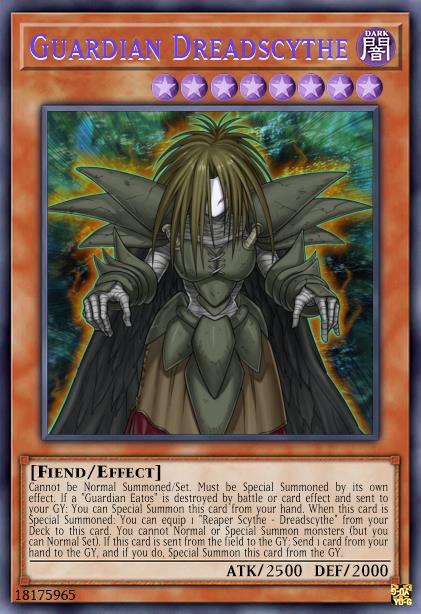 GUARDIAN DREADSCYTHE
DARK
闇
[FIEND/EFFECT]
Cannot be Normal Summoned/Set. Must be Special Summoned by its own
effect. If a "Guardian Eatos" is destroyed by battle or card effect and sent to
your GY: You can Special Summon this card from your hand. When this card is
Special Summoned: You can equip 1 "Reaper Scythe - Dreadscythe" from your
Deck to this card. You cannot Normal or Special Summon monsters (but you
can Normal Set). If this card is sent from the field to the GY: Send 1 card from your
hand to the GY, and if you do, Special Summon this card from the GY.
ATK/2500 DEF/2000
18175965